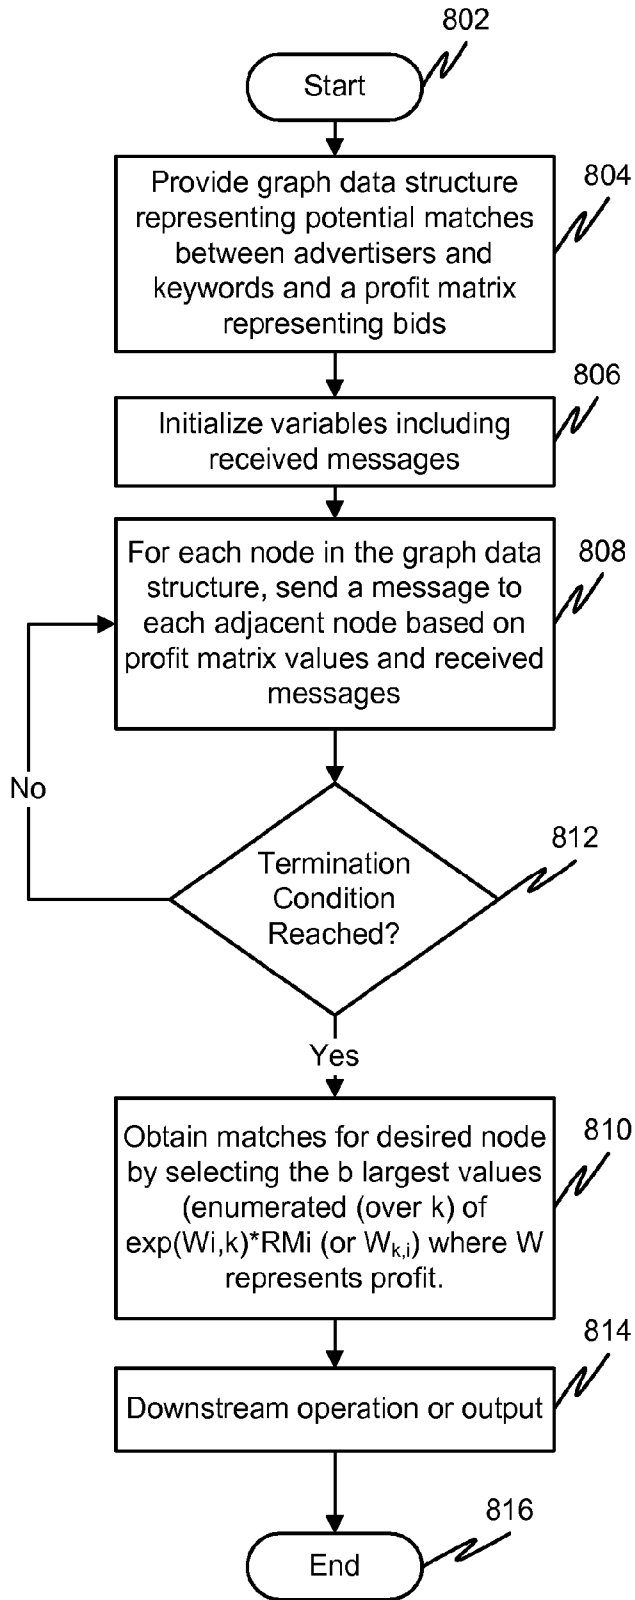 802
Start
804
Provide graph data structure
representing potential matches
between advertisers and
keywords and a profit matrix
representing bids
806
Initialize variables including
received messages
808
For each node in the graph data
structure, send a message to
each adjacent node based on
profit matrix values and received
messages
No
812
Termination
Condition
Reached?
Yes
810
Obtain matches for desired node
by selecting the b largest values
(enumerated (over k) of
exp(Wi,k)*RMi (or Wk,i) where W
represents profit.
814
Downstream operation or output
816
End